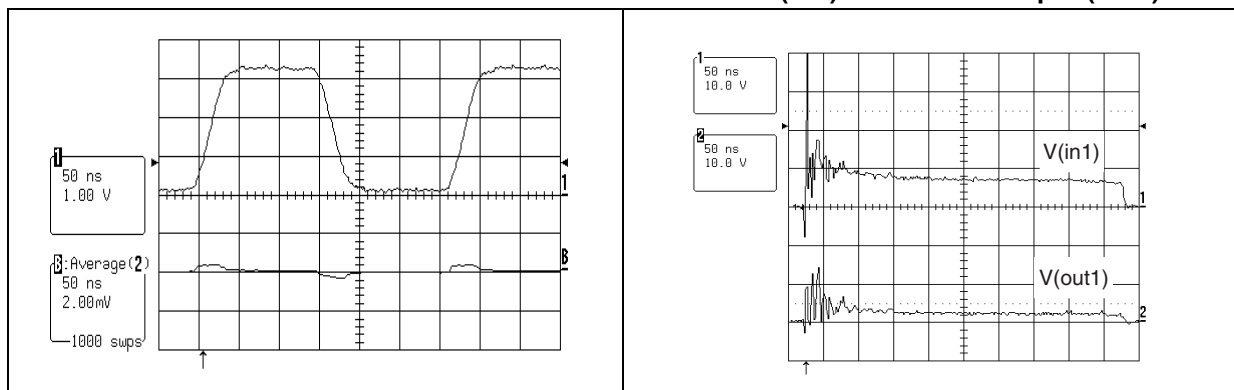 1
50 ns
1.00 V
1
B:Average(2)
50 ns
2.00mV
1000 swps
B
1
50 ns
10.0 V
2
50 ns
10.0 V
V(in1)
1
V(out1)
2